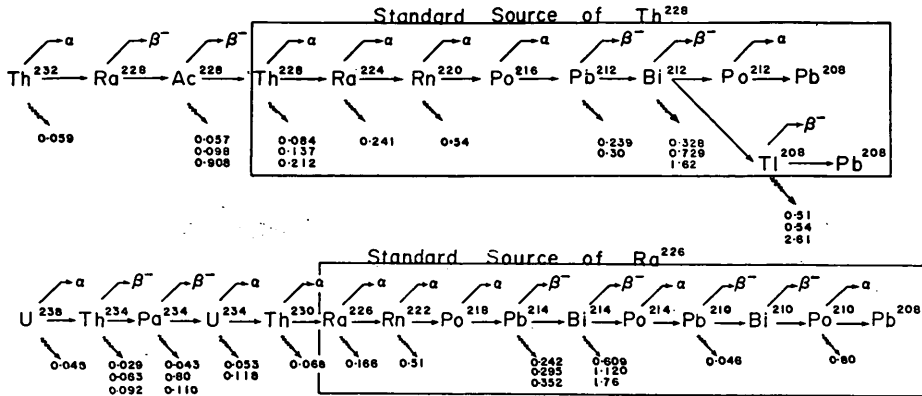 Standard Source of Th²²⁸
α β⁻ β⁻ α α α α β⁻ β⁻ α
Th²³² Ra²²⁸ Ac²²⁸ Th²²⁸ Ra²²⁴ Rn²²⁰ Po²¹⁶ Pb²¹² Bi²¹² Po²¹² Pb²⁰⁸
0·059 0·057 0·084 0·241 0·54 0·239 0·328
0·098 0·137 0·30 0·729
0·908 0·212 1·62
β⁻
Tl²⁰⁸ Pb²⁰⁸
0·51
0·54
2·61
Standard Source of Ra²²⁶
α β⁻ β⁻ α α α α α β⁻ β⁻ α β⁻ β⁻ α
U²³⁸ Th²³⁴ Pa²³⁴ U²³⁴ Th²³⁰ Ra²²⁶ Rn²²² Po²¹⁸ Pb²¹⁴ Bi²¹⁴ Po²¹⁴ Pb²¹⁰ Bi²¹⁰ Po²¹⁰ Pb²⁰⁸
0·045 0·029 0·043 0·053 0·068 0·166 0·51 0·242 0·609 0·046 0·80
0·063 0·80 0·118 0·295 1·120
0·092 0·110 0·352 1·76